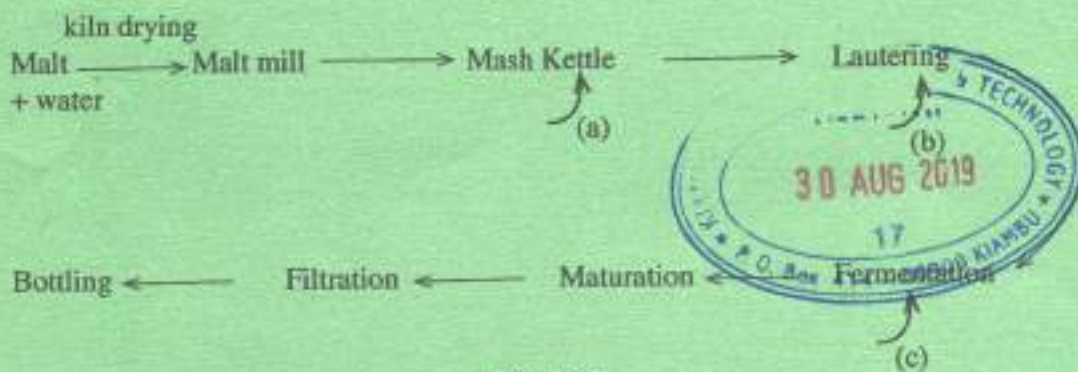 kiln drying
Malt Malt mill Mash Kettle Lautering
+ water
(a)
(b)
TECHNOLOGY
30 AUG 2019
17
P. O. Box KIAMBU
Bottling Filtration Maturation Fermentation
(c)